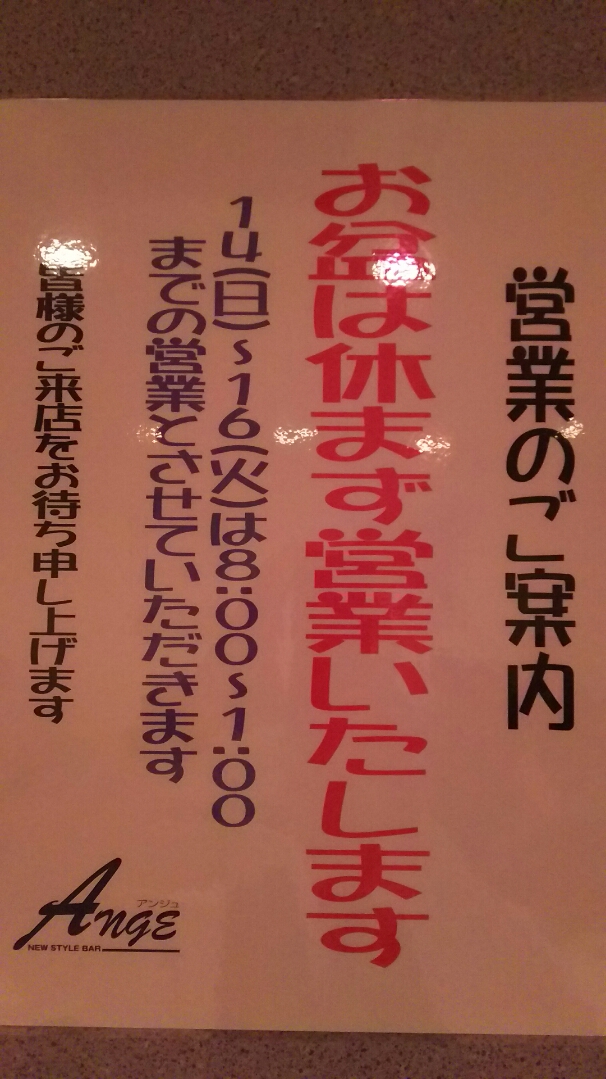 営業のご案内
お盆は休まず営業いたします
14(日)~16(火)は8:00~1:00
までの営業とさせていただきます
皆様のご来店をお待ち申し上げます
アンジュ
ANGE
NEW STYLE BAR